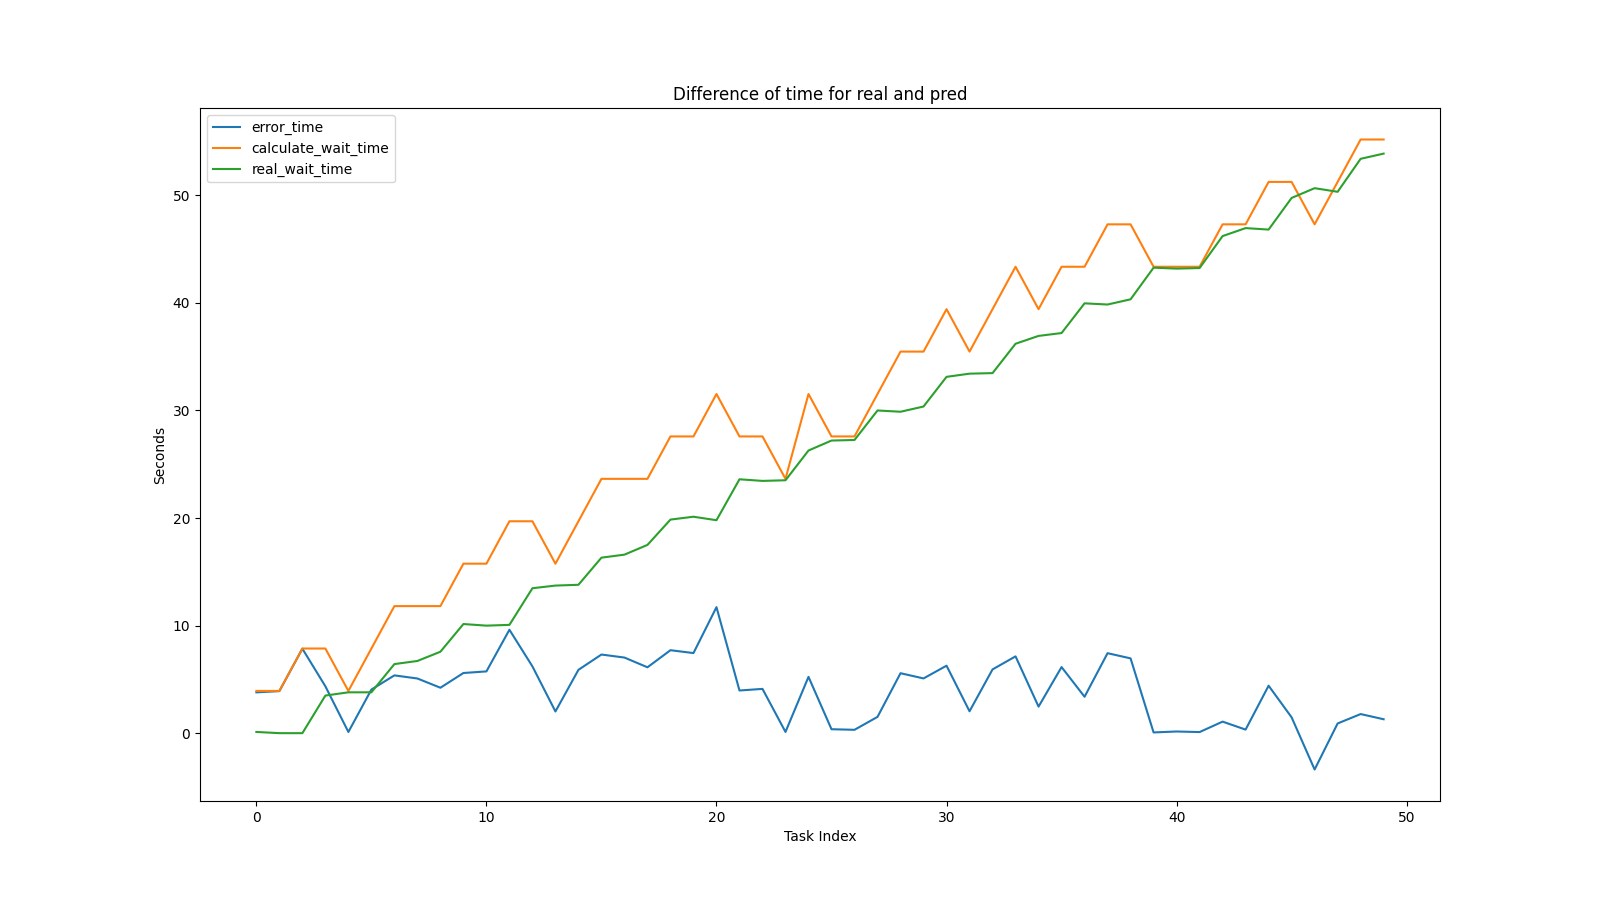 Difference of time for real and pred
error_time
calculate_wait_time
real_wait_time
50
40
30
20
10
0
Seconds
0 10 20 30 40 50
Task Index